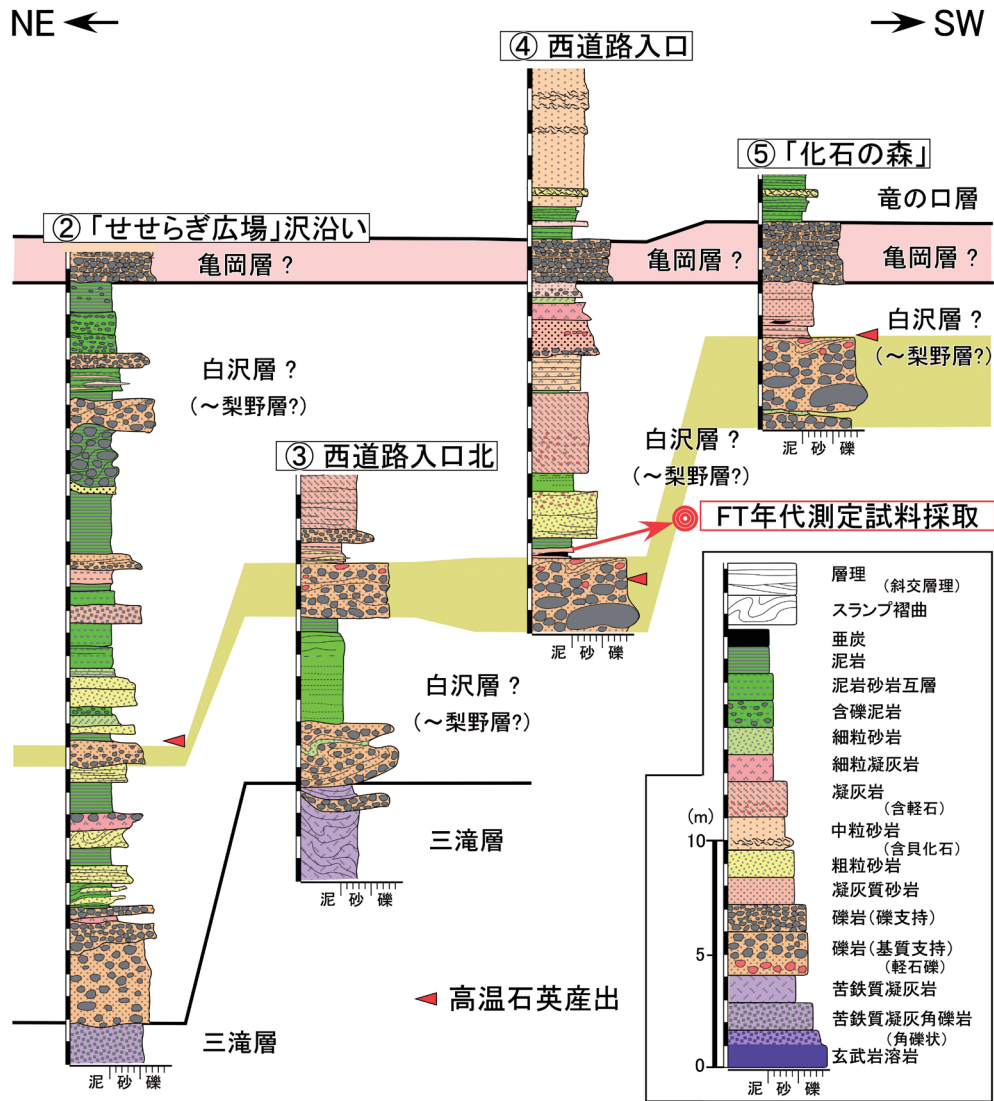 NE
SW
④ 西道路入口
⑤「化石の森」
竜の口層
②「せせらぎ広場」沢沿い
亀岡層 ?
亀岡層 ?
亀岡層 ?
白沢層 ?
(～梨野層?)
白沢層 ?
(～梨野層?)
泥 砂 礫
③ 西道路入口北
白沢層 ?
(～梨野層?)
FT年代測定試料採取
泥 砂 礫
白沢層 ?
(～梨野層?)
三滝層
泥 砂 礫
高温石英産出
三滝層
泥 砂 礫
層理
(斜交層理)
スランプ褶曲
亜炭
泥岩
泥岩砂岩互層
含礫泥岩
細粒砂岩
細粒凝灰岩
凝灰岩
(含軽石)
(m)
中粒砂岩
10
(含貝化石)
粗粒砂岩
凝灰質砂岩
礫岩(礫支持)
5
礫岩(基質支持)
(軽石礫)
苦鉄質凝灰岩
苦鉄質凝灰角礫岩
(角礫状)
0
玄武岩溶岩
泥 砂 礫